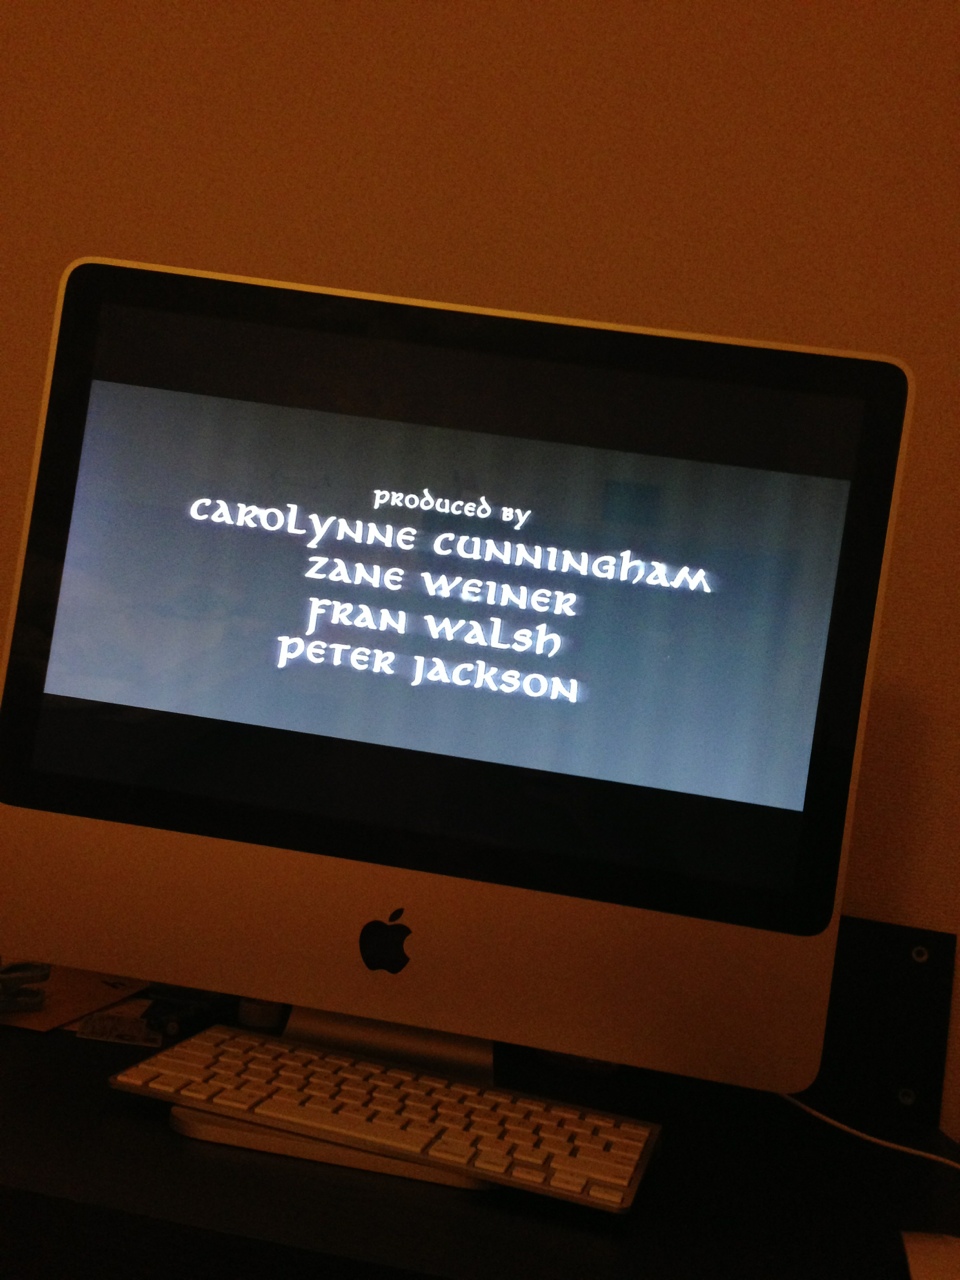 PRODUCED BY
CAROLYNNE CUNNINGHAM
ZANE WEINER
FRAN WALSH
PETER JACKSON